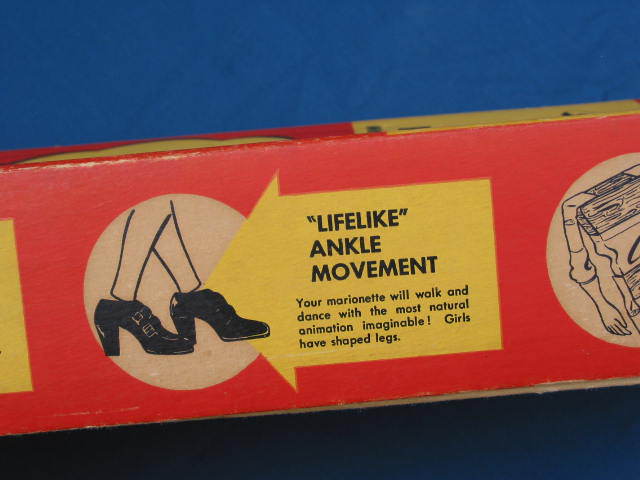 "LIFELIKE"
ANKLE
MOVEMENT
Your marionette will walk and
dance with the most natural
animation imaginable! Girls
have shaped legs.